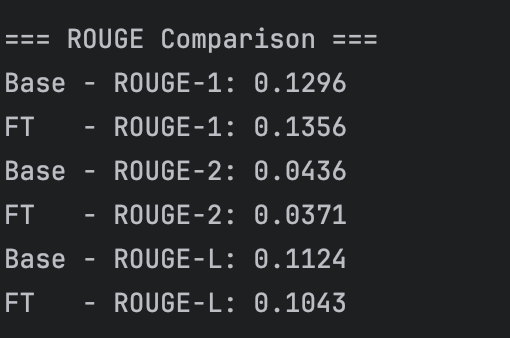 === ROUGE Comparison ===
Base - ROUGE-1: 0.1296
FT   - ROUGE-1: 0.1356
Base - ROUGE-2: 0.0436
FT   - ROUGE-2: 0.0371
Base - ROUGE-L: 0.1124
FT   - ROUGE-L: 0.1043